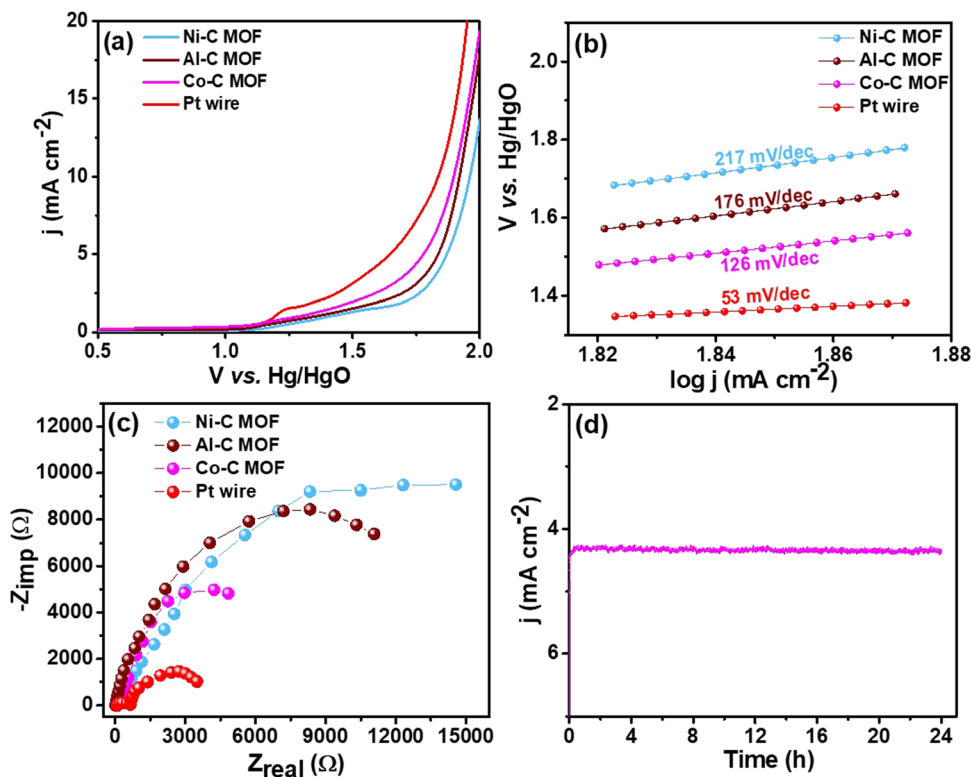 (a)
Ni-C MOF
Al-C MOF
Co-C MOF
Pt wire
20
15
10
5
0
j (mA cm⁻²)
0.5 1.0 1.5 2.0
V vs. Hg/HgO
(b)
Ni-C MOF
Al-C MOF
Co-C MOF
Pt wire
2.0
1.8
1.6
1.4
V vs. Hg/HgO
217 mV/dec
176 mV/dec
126 mV/dec
53 mV/dec
1.82 1.84 1.86 1.88
log j (mA cm⁻²)
(c)
Ni-C MOF
Al-C MOF
Co-C MOF
Pt wire
12000
10000
8000
6000
4000
2000
0
-Zimp (Ω)
0 3000 6000 9000 12000 15000
Zreal (Ω)
(d)
2
4
6
j (mA cm⁻²)
0 4 8 12 16 20 24
Time (h)